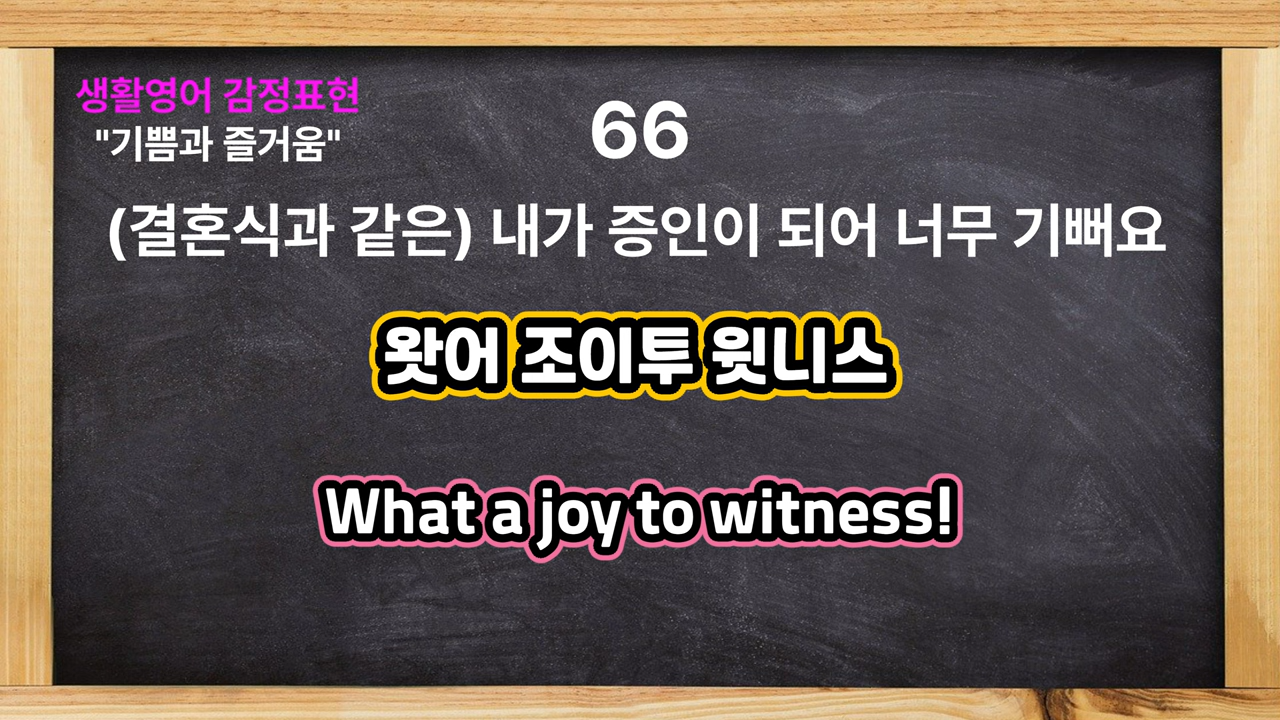 생활영어 감정표현
"기쁨과 즐거움"
66
(결혼식과 같은) 내가 증인이 되어 너무 기뻐요
왓어 조이투 윗니스
What a joy to witness!